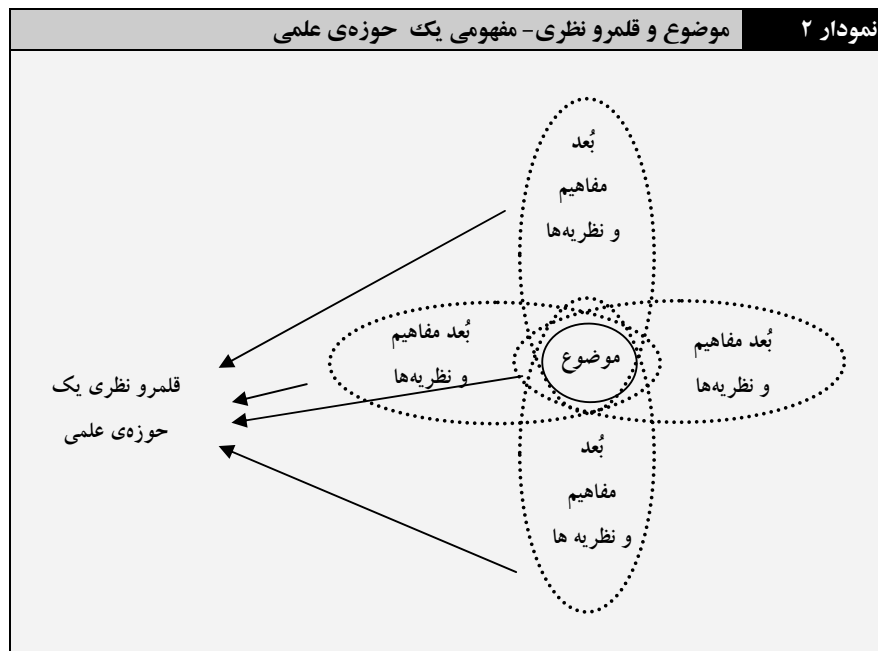 نمودار ۲ موضوع و قلمرو نظری- مفهومی یک حوزه‌ی علمی
بُعد
مفاهیم
و نظریه‌ها
بُعد مفاهیم
و نظریه‌ها
موضوع
بُعد مفاهیم
و نظریه‌ها
قلمرو نظری یک
حوزه‌ی علمی
بُعد
مفاهیم
و نظریه ها